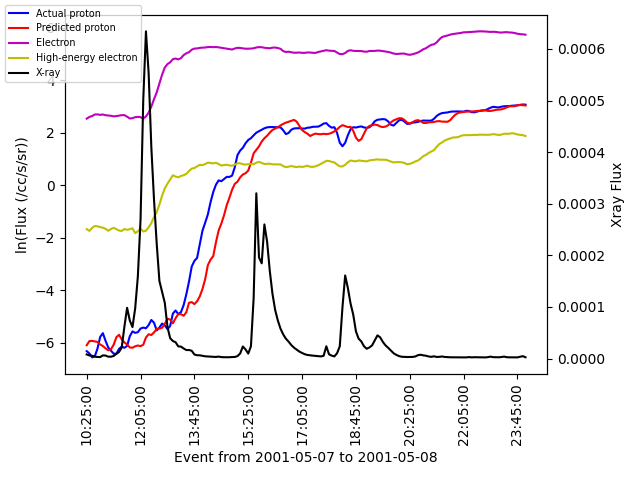 Actual proton
Predicted proton
Electron
High-energy electron
X-ray
4
2
0
−2
−4
−6
ln(Flux (/cc/s/sr))
0.0006
0.0005
0.0004
0.0003
0.0002
0.0001
0.0000
Xray Flux
10:25:00
12:05:00
13:45:00
15:25:00
17:05:00
18:45:00
20:25:00
22:05:00
23:45:00
Event from 2001-05-07 to 2001-05-08